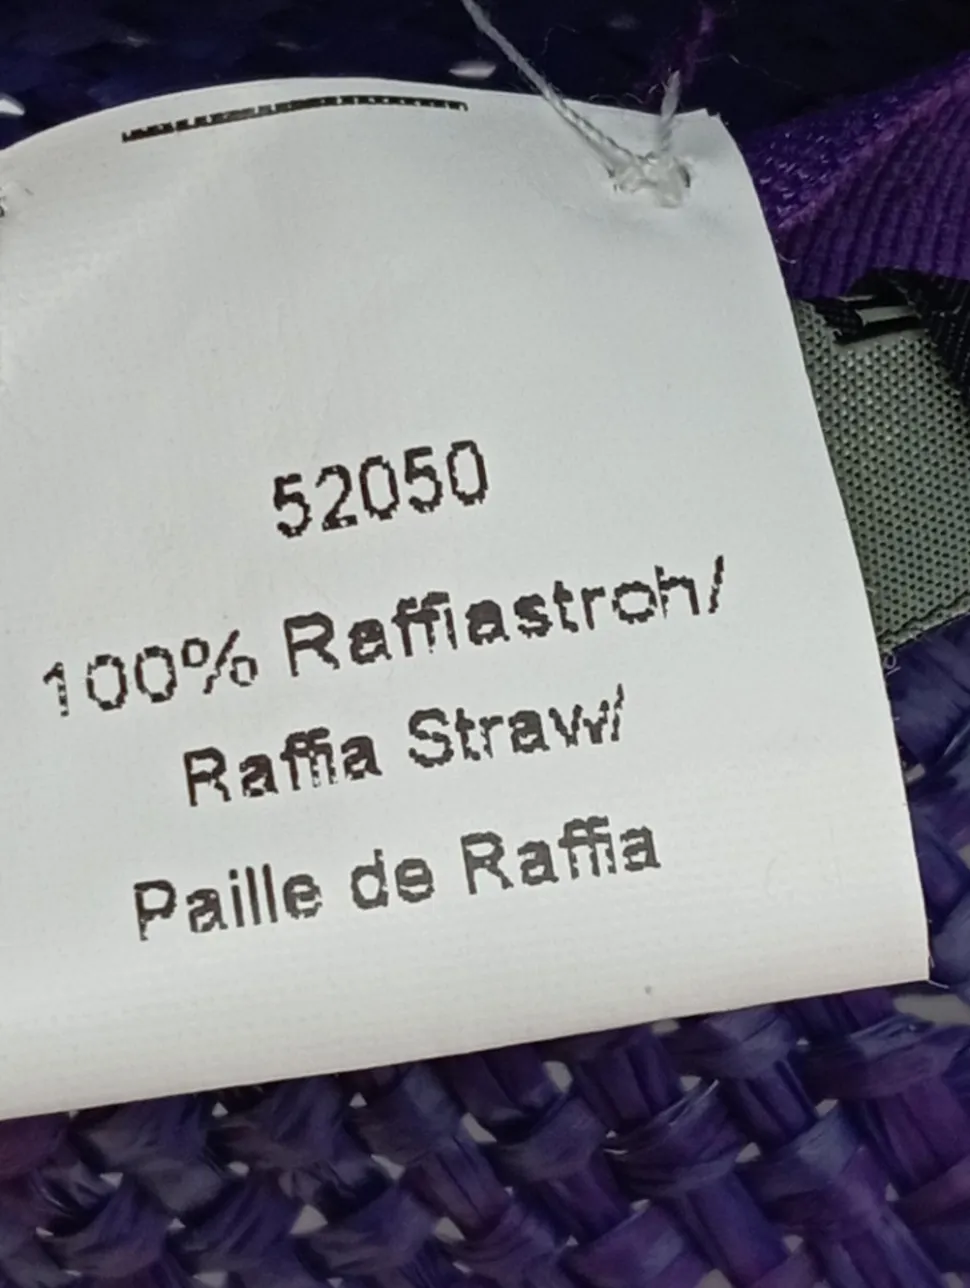 52050
100% Raffiastroh/
Raffia Straw/
Paille de Raffia